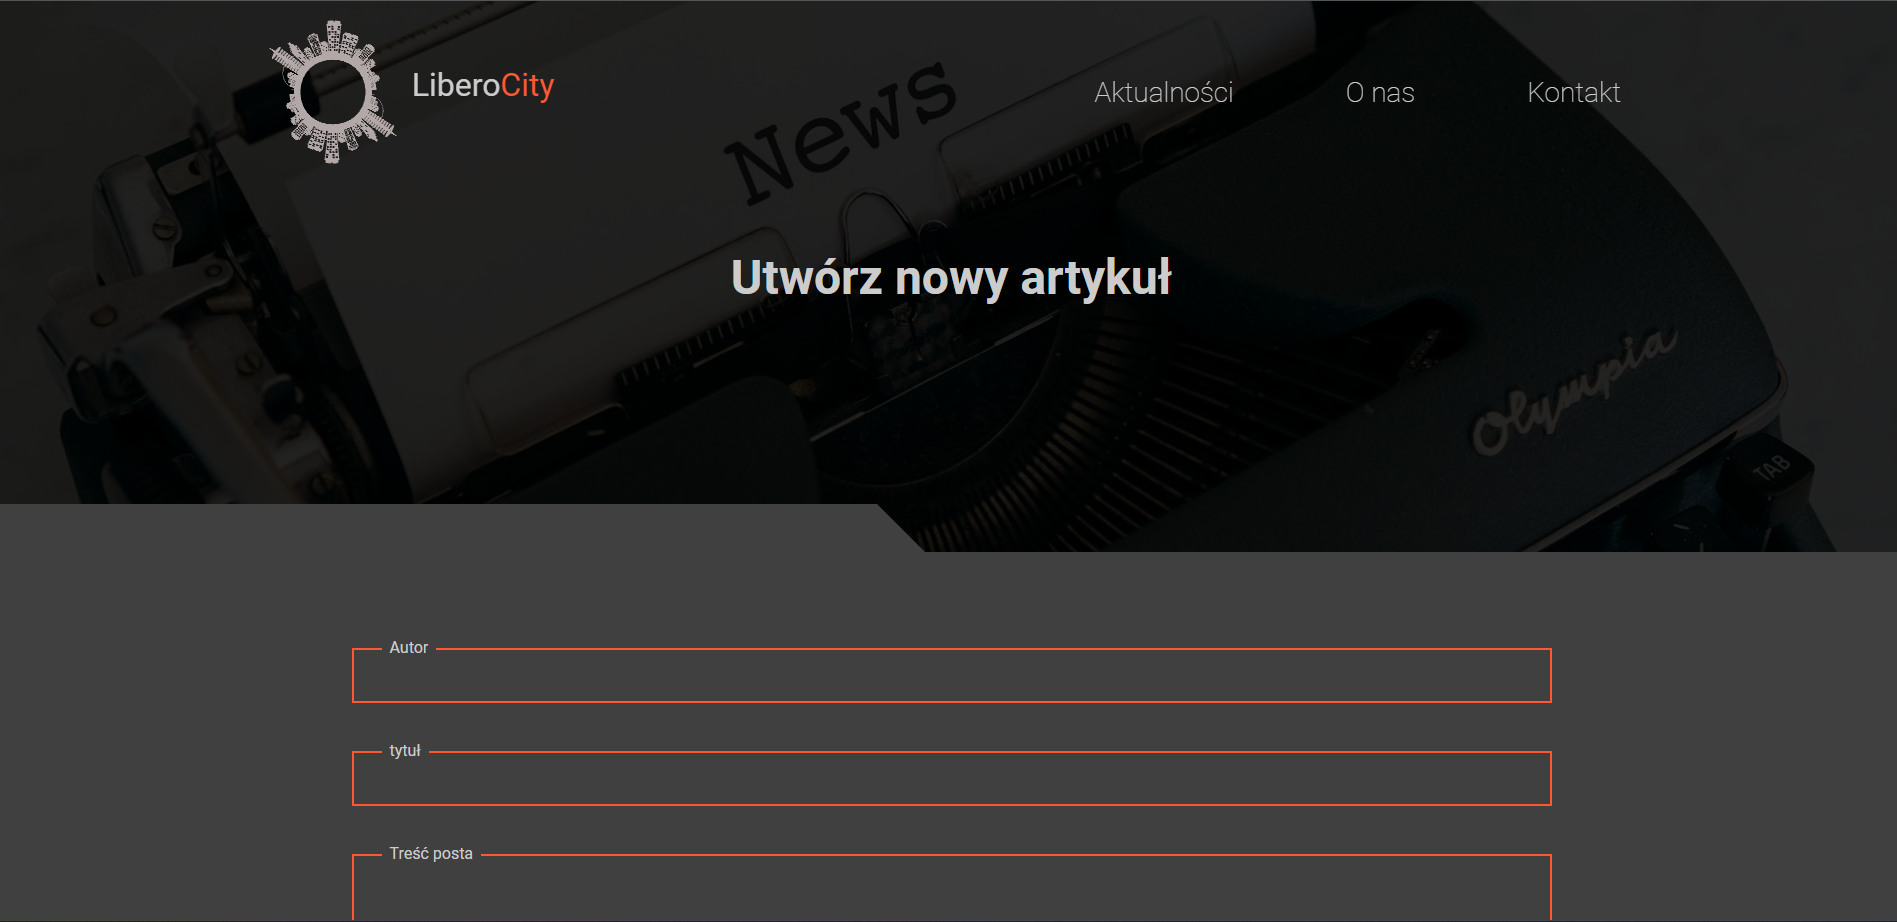 LiberoCity
Aktualności
O nas
Kontakt
News
Utwórz nowy artykuł
Olympia
TAB
Autor
tytuł
Treść posta